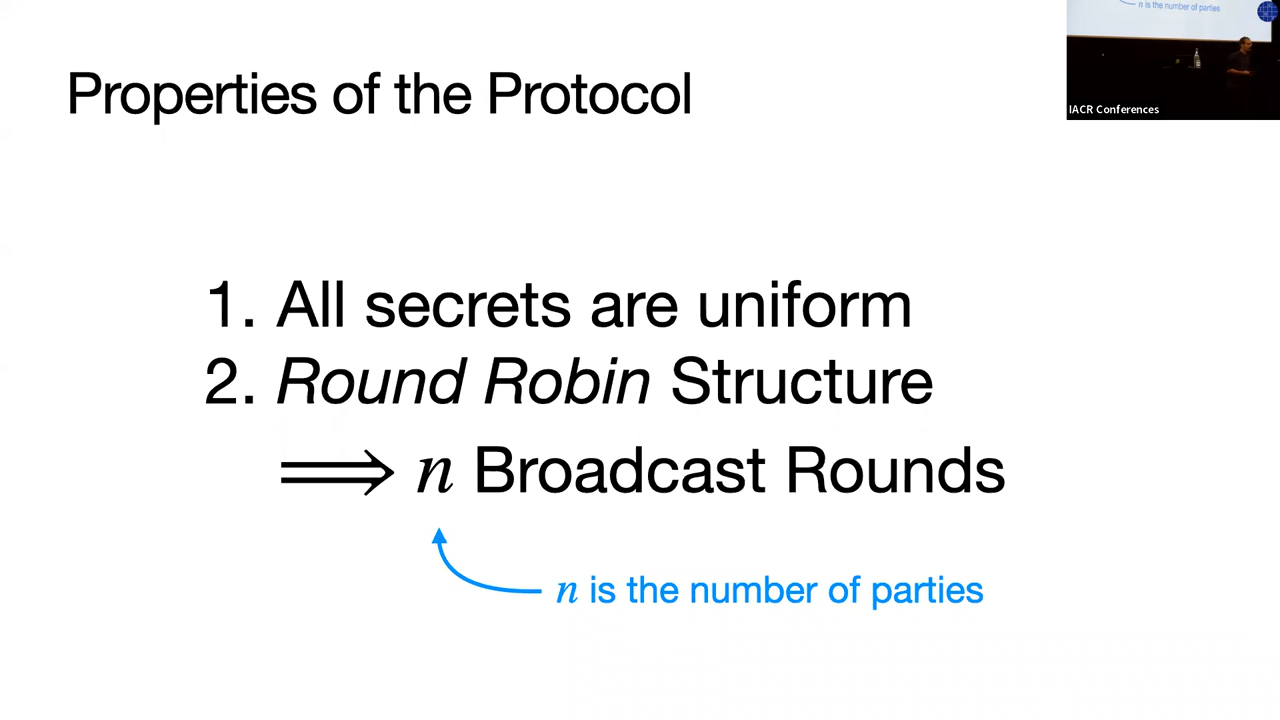 n is the number of parties
IACR Conferences
Properties of the Protocol
1. All secrets are uniform
2. Round Robin Structure
⟹ n Broadcast Rounds
n is the number of parties